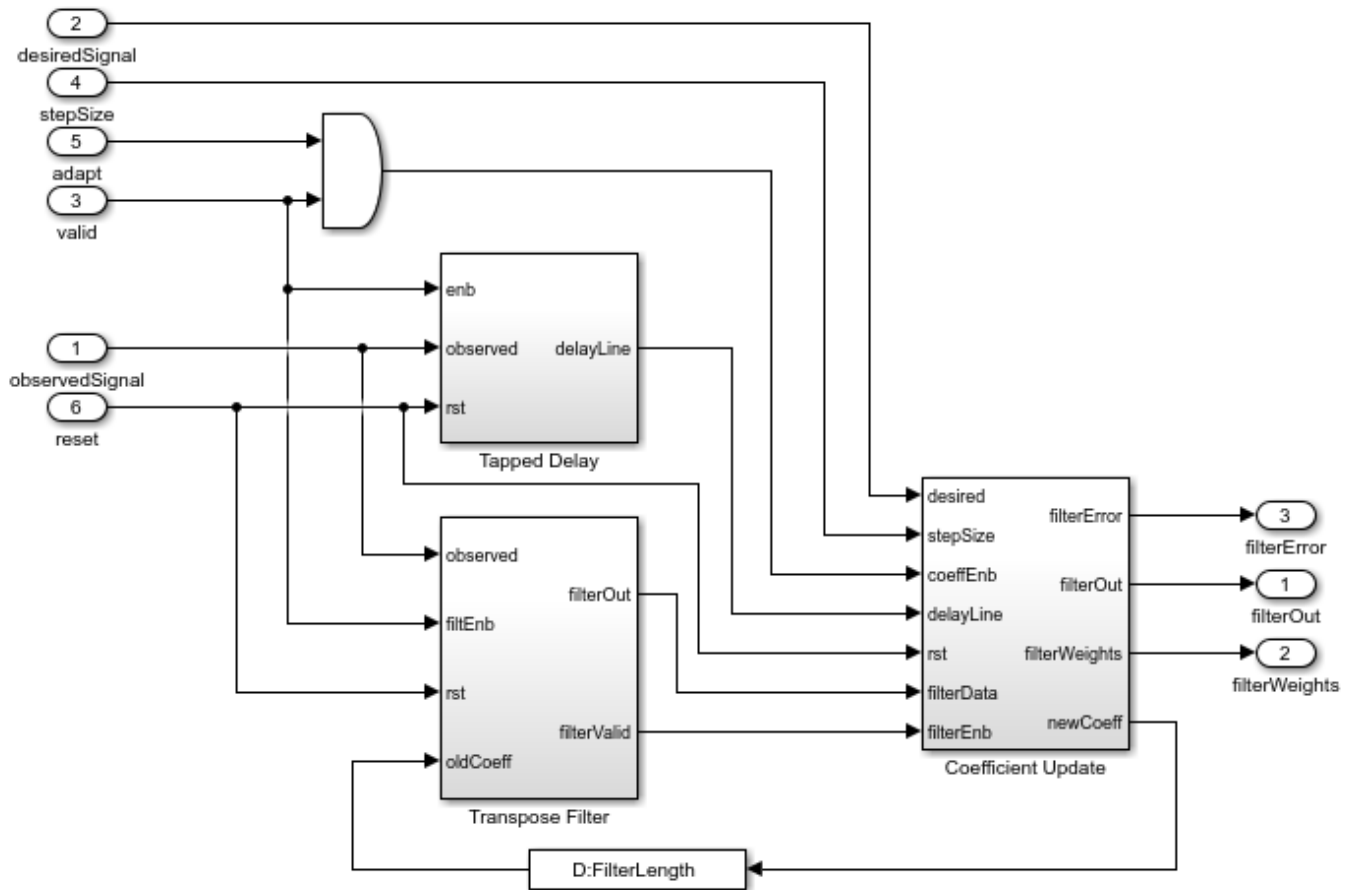 2
desiredSignal
4
stepSize
5
adapt
3
valid
enb
observed
delayLine
rst
Tapped Delay
1
observedSignal
6
reset
observed
filterOut
filtEnb
rst
filterValid
oldCoeff
Transpose Filter
desired
filterError
stepSize
coeffEnb
filterOut
delayLine
rst
filterWeights
filterData
newCoeff
filterEnb
Coefficient Update
3
filterError
1
filterOut
2
filterWeights
D:FilterLength